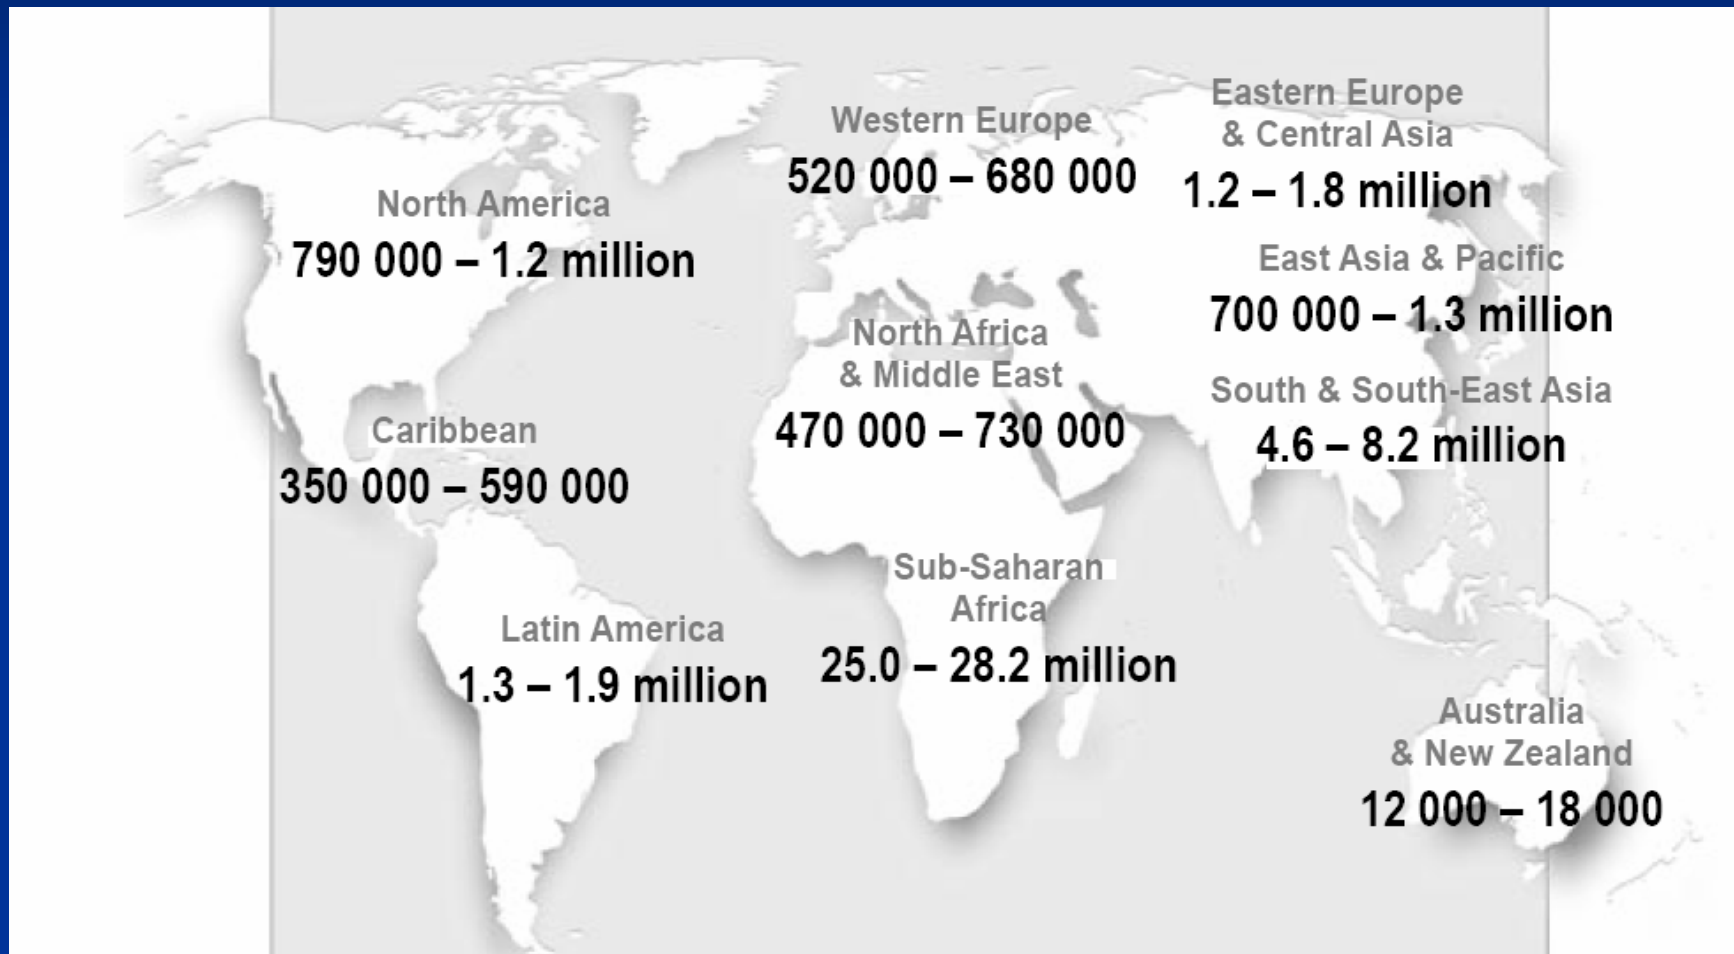 North America
790 000 – 1.2 million
Caribbean
350 000 – 590 000
Latin America
1.3 – 1.9 million
Western Europe
520 000 – 680 000
North Africa
& Middle East
470 000 – 730 000
Sub-Saharan
Africa
25.0 – 28.2 million
Eastern Europe
& Central Asia
1.2 – 1.8 million
East Asia & Pacific
700 000 – 1.3 million
South & South-East Asia
4.6 – 8.2 million
Australia
& New Zealand
12 000 – 18 000